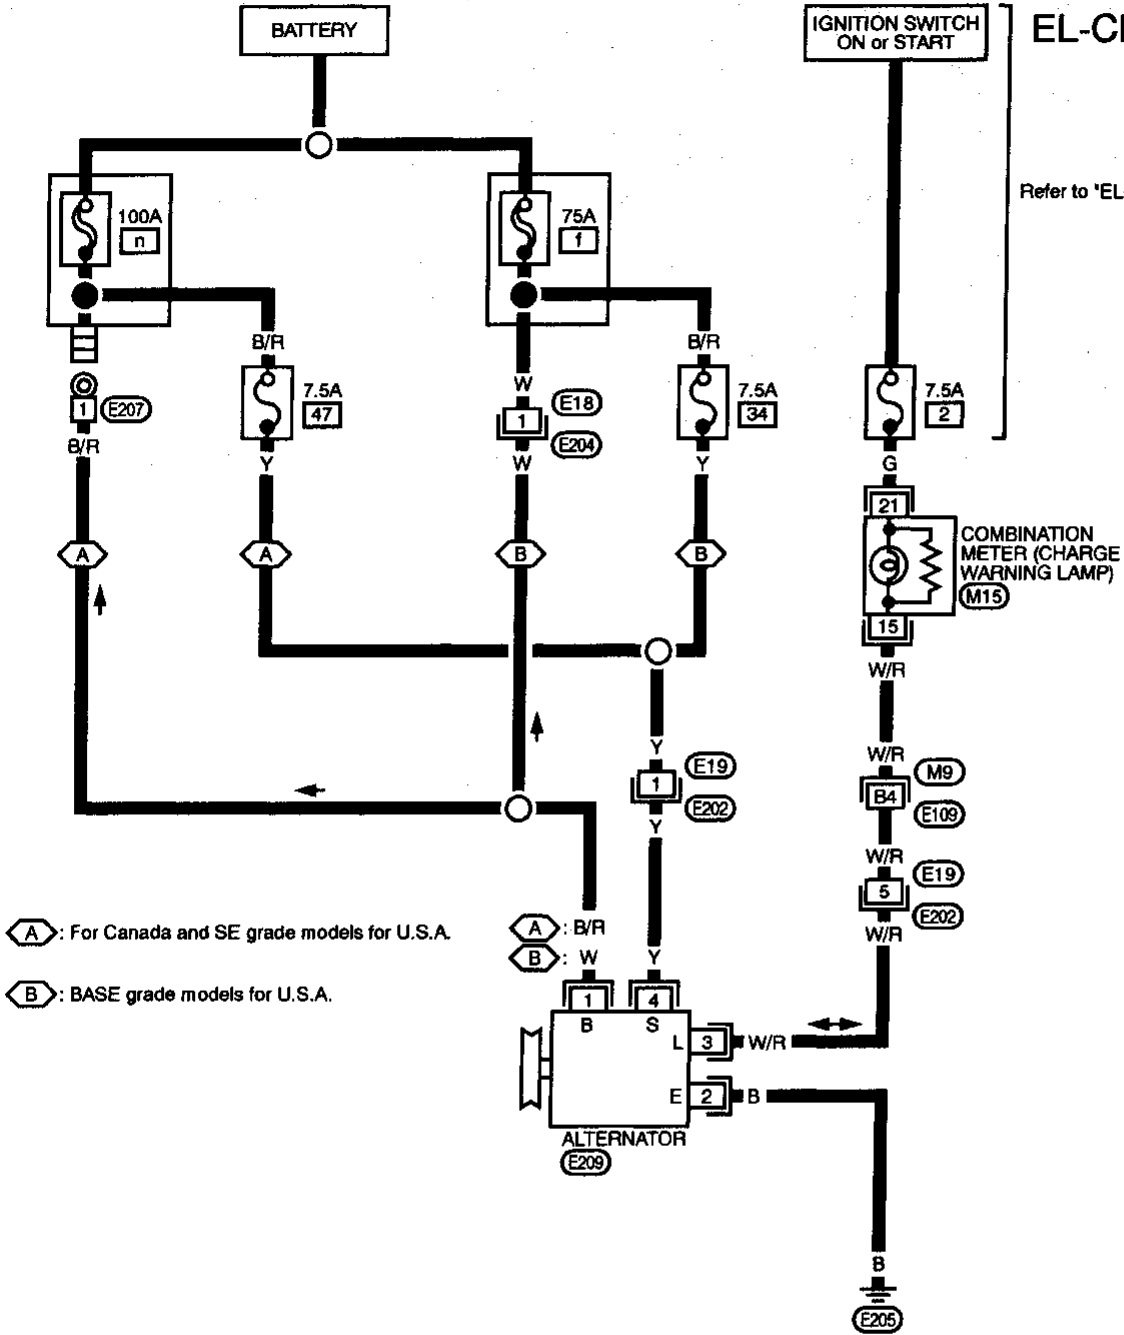 BATTERY
IGNITION SWITCH
ON or START
EL-C
Refer to "EL
100A
n
75A
f
B/R
B/R
7.5A
47
7.5A
34
7.5A
2
W
1
E18
E204
W
1
E207
B/R
Y
Y
G
21
COMBINATION
METER (CHARGE
WARNING LAMP)
M15
15
W/R
A
A
B
B
W/R
M9
B4
E109
W/R
E19
5
E202
W/R
Y
E19
1
E202
Y
A : For Canada and SE grade models for U.S.A.
B : BASE grade models for U.S.A.
A : B/R
B : W
Y
1
4
B
S
L 3 W/R
E 2 B
ALTERNATOR
E209
B
E205